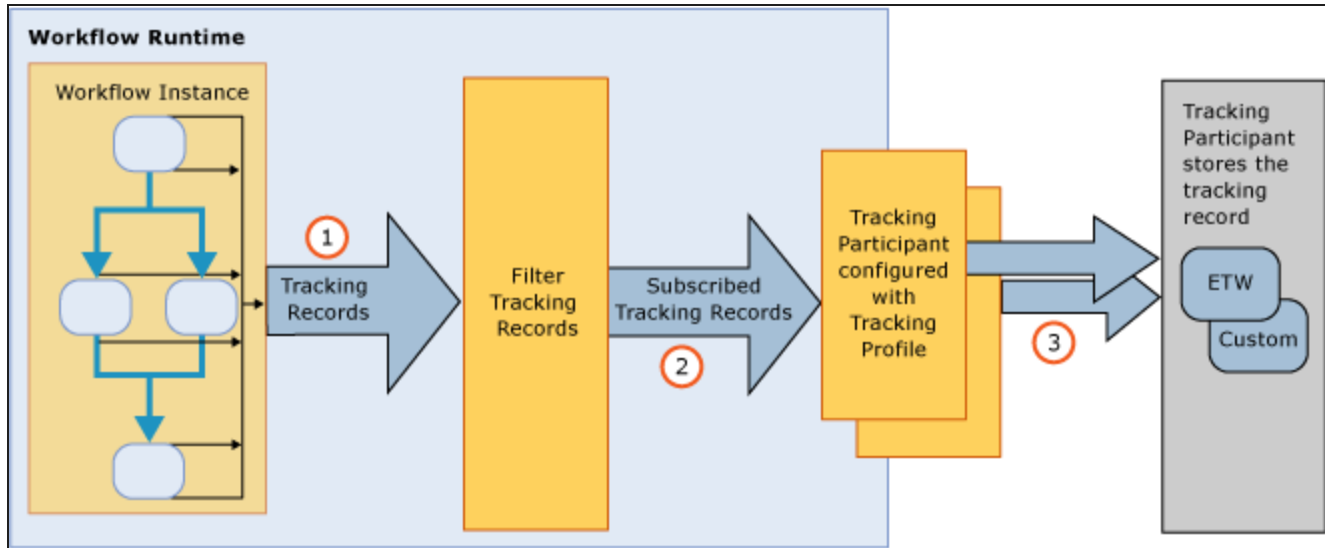 Workflow Runtime
Workflow Instance
1
Tracking
Records
Filter
Tracking
Records
Subscribed
Tracking Records
2
Tracking
Participant
configured
with
Tracking
Profile
3
Tracking
Participant
stores the
tracking
record
ETW
Custom